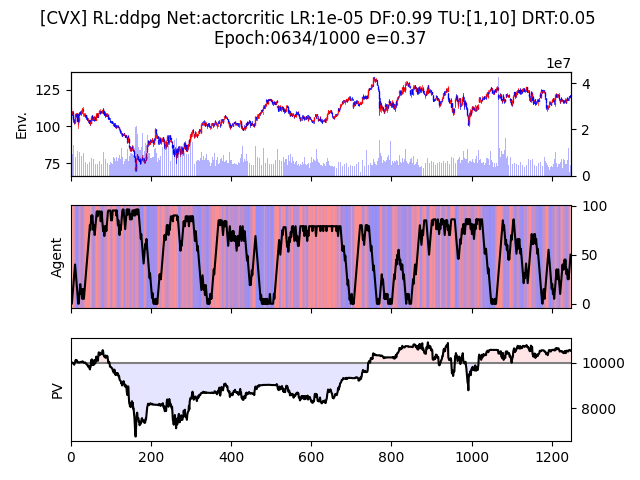 [CVX] RL:ddpg Net:actorcritic LR:1e-05 DF:0.99 TU:[1,10] DRT:0.05
Epoch:0634/1000 e=0.37
1e7
125
100
75
Env.
4
2
0
Agent
100
50
0
PV
10000
8000
0 200 400 600 800 1000 1200